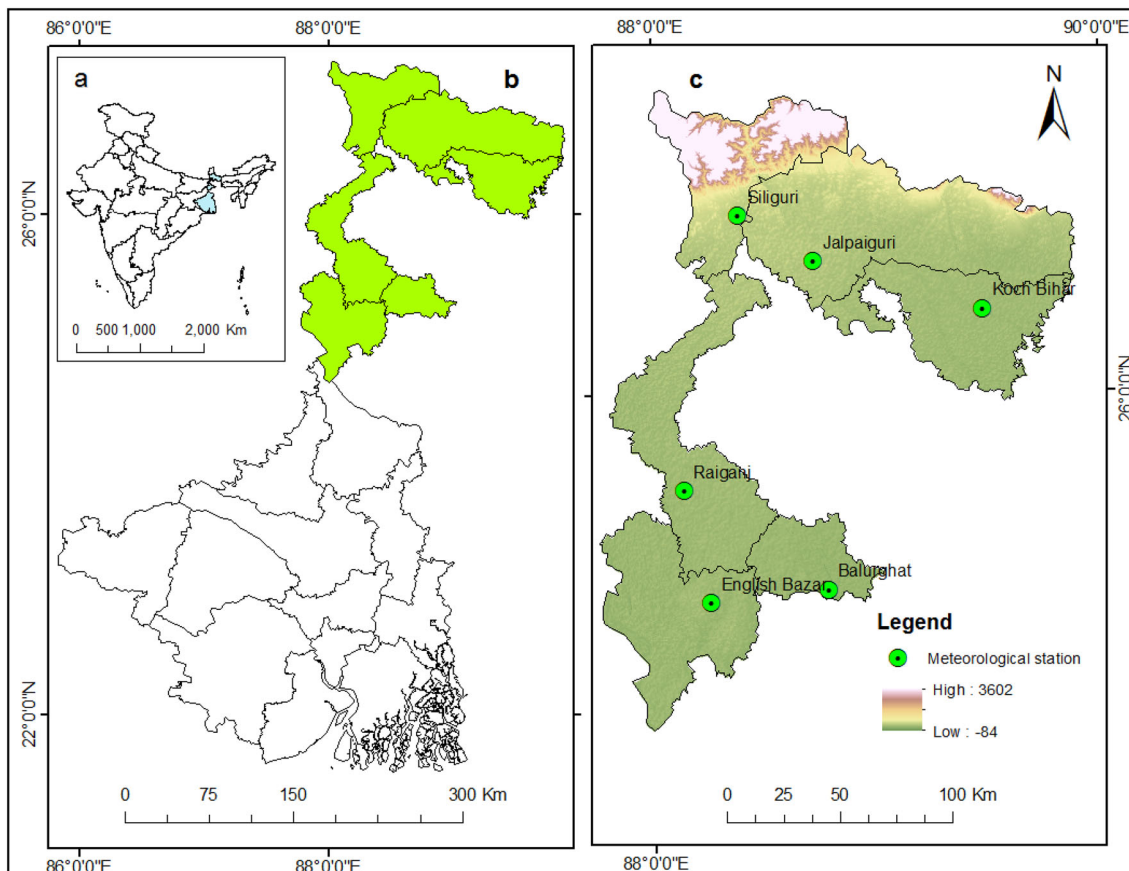 86°0'0"E
88°0'0"E
88°0'0"E
90°0'0"E
a
b
c
N
26°0'0"N
22°0'0"N
26°0'0"N
0 500 1,000 2,000 Km
Siliguri
Jalpaiguri
Koch Bihar
Raiganj
English Bazar
Balurghat
Legend
Meteorological station
High : 3602
Low : -84
0 75 150 300 Km
0 25 50 100 Km
86°0'0"E
88°0'0"E
88°0'0"E